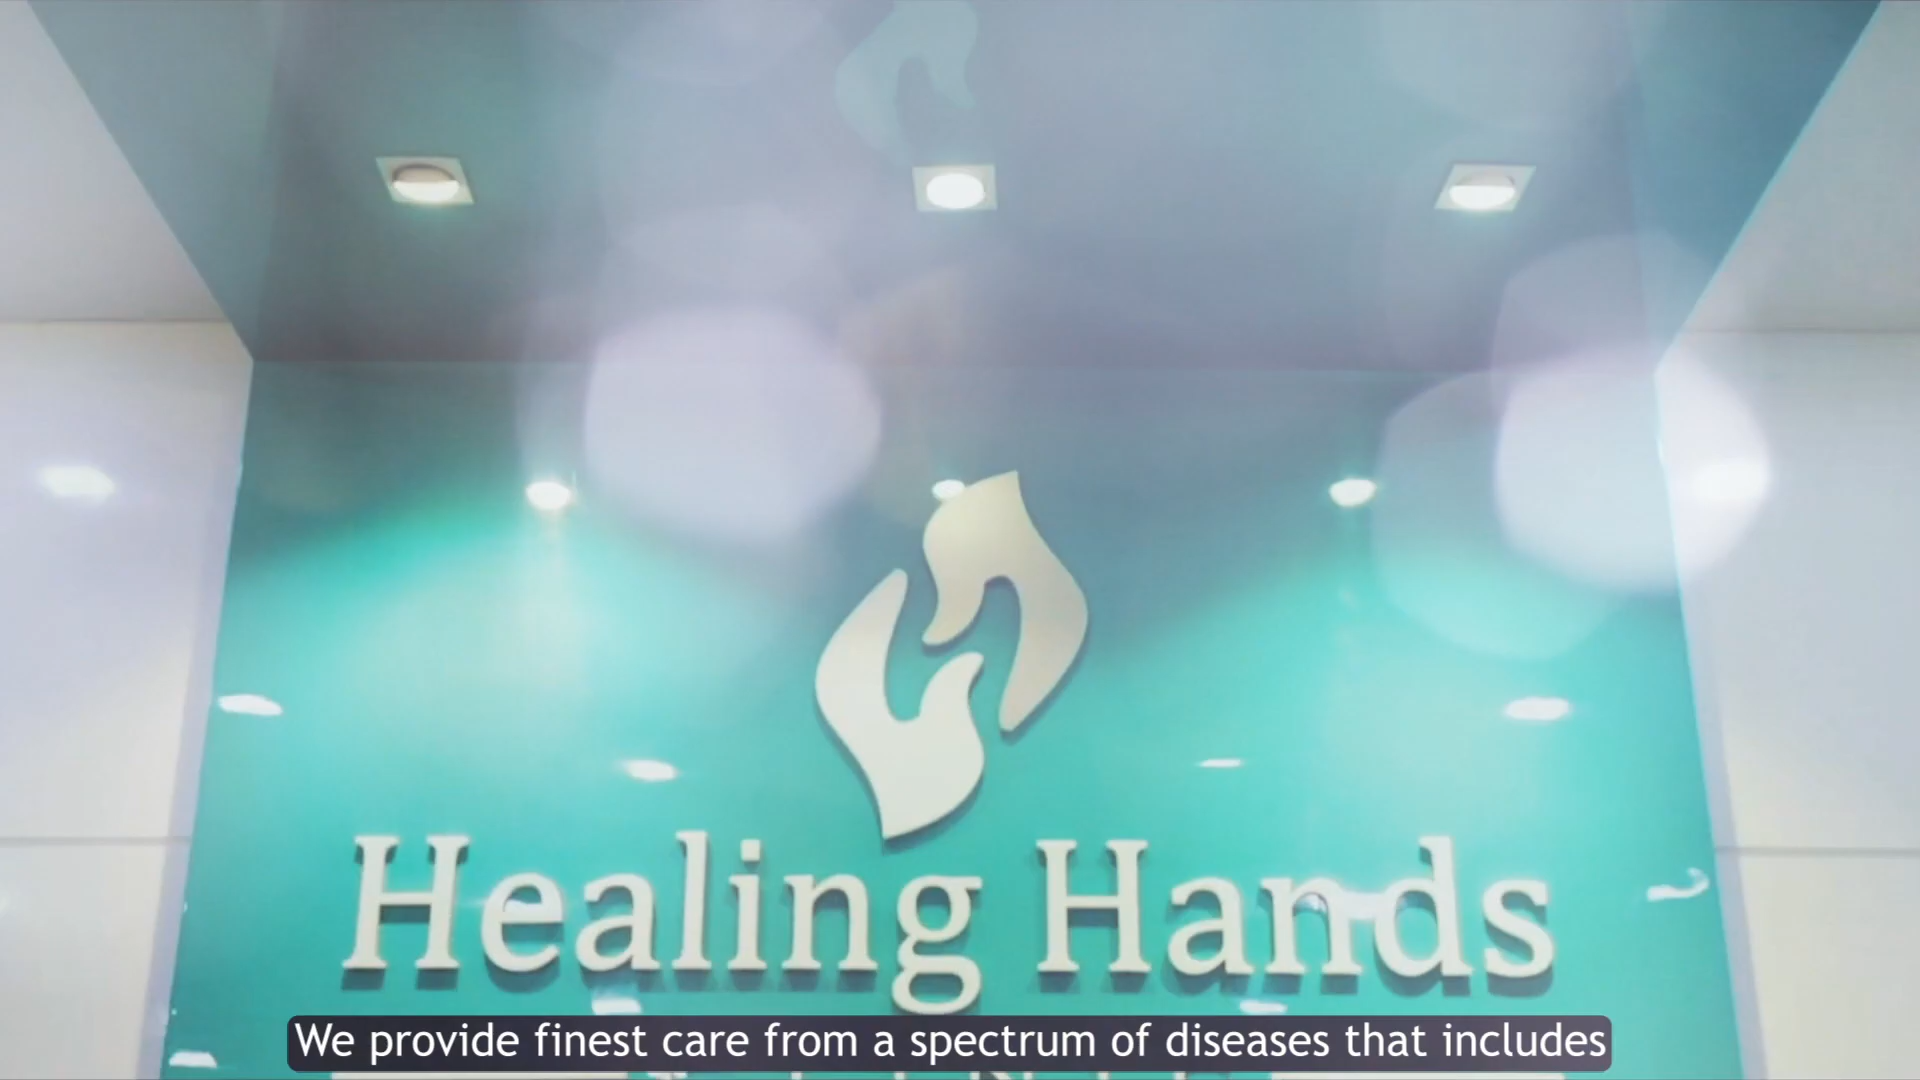 Healing Hands
We provide finest care from a spectrum of diseases that includes